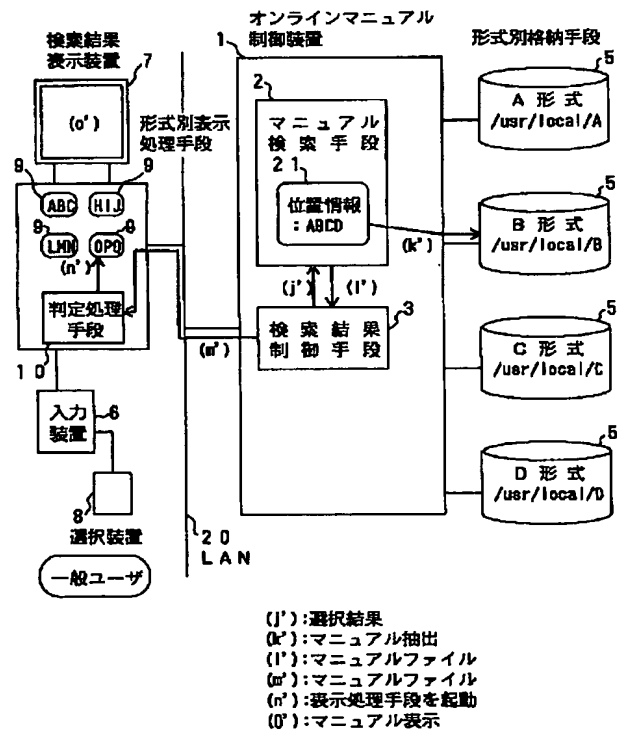 検索結果
表示装置
7
(o')
形式別表示
処理手段
9
9
ABC
HIJ
9
9
LMN
OPQ
(n')
判定処理
手段
10
入力
装置
6
8
選択装置
一般ユーザ
20
LAN
(m')
オンラインマニュアル
制御装置
1
2
マニュアル
検索手段
21
位置情報
:ABCD
(k')
(j')
(l')
3
検索結果
制御手段
形式別格納手段
5
A 形式
/usr/local/A
5
B 形式
/usr/local/B
5
C 形式
/usr/local/C
5
D 形式
/usr/local/D
(j'):選択結果
(k'):マニュアル抽出
(l'):マニュアルファイル
(m'):マニュアルファイル
(n'):表示処理手段を起動
(O'):マニュアル表示